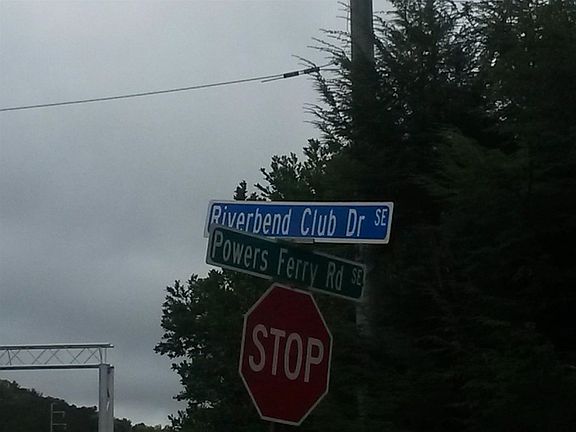 Riverbend Club Dr SE
Powers Ferry Rd SE
STOP